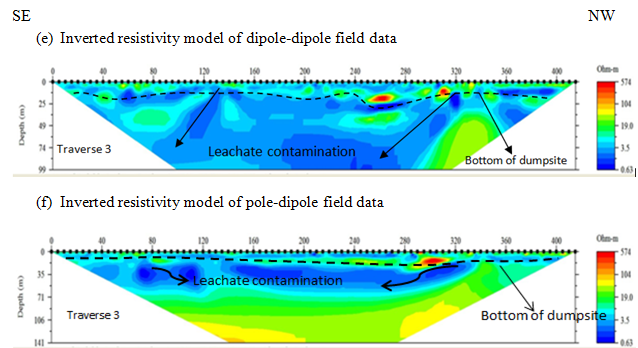 SE NW
(e) Inverted resistivity model of dipole-dipole field data
0 40 80 120 160 200 240 280 320 360 400 Ohm-m
0 574
25 104
49 19.0
74 3.5
99 0.63
Depth (m)
Traverse 3 Leachate contamination Bottom of dumpsite
(f) Inverted resistivity model of pole-dipole field data
0 40 80 120 160 200 240 280 320 360 400 Ohm-m
0 574
35 104
71 19.0
106 3.5
141 0.63
Depth (m)
Leachate contamination
Traverse 3 Bottom of dumpsite